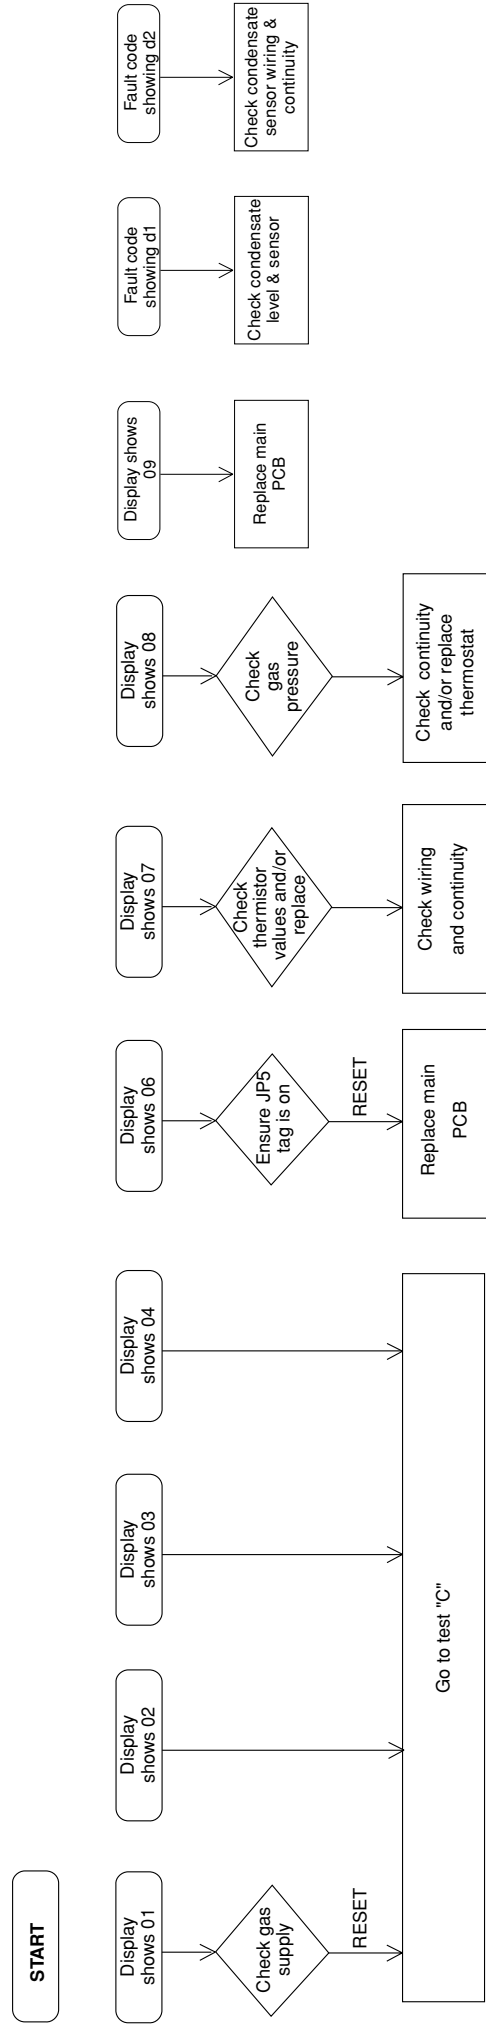 START
Display
shows 01
Check gas
supply
RESET
Display
shows 02
Display
shows 03
Display
shows 04
Go to test "C"
Display
shows 06
Ensure JP5
tag is on
RESET
Replace main
PCB
Display
shows 07
Check
thermistor
values and/or
replace
Check wiring
and continuity
Display
shows 08
Check
gas
pressure
Check continuity
and/or replace
thermostat
Display shows
09
Replace main
PCB
Fault code
showing d1
Check condensate
level & sensor
Fault code
showing d2
Check condensate
sensor wiring &
continuity